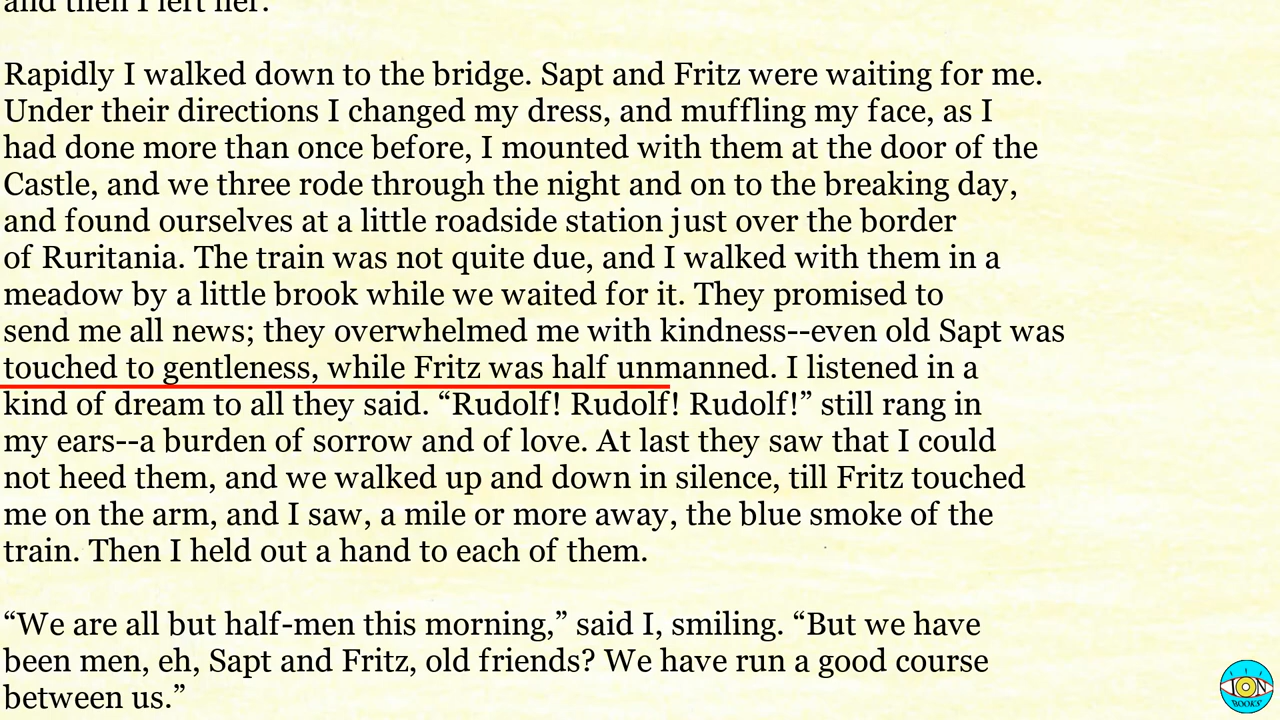 and then I left her.
Rapidly I walked down to the bridge. Sapt and Fritz were waiting for me.
Under their directions I changed my dress, and muffling my face, as I
had done more than once before, I mounted with them at the door of the
Castle, and we three rode through the night and on to the breaking day,
and found ourselves at a little roadside station just over the border
of Ruritania. The train was not quite due, and I walked with them in a
meadow by a little brook while we waited for it. They promised to
send me all news; they overwhelmed me with kindness--even old Sapt was
touched to gentleness, while Fritz was half unmanned. I listened in a
kind of dream to all they said. “Rudolf! Rudolf! Rudolf!” still rang in
my ears--a burden of sorrow and of love. At last they saw that I could
not heed them, and we walked up and down in silence, till Fritz touched
me on the arm, and I saw, a mile or more away, the blue smoke of the
train. Then I held out a hand to each of them.
“We are all but half-men this morning,” said I, smiling. “But we have
been men, eh, Sapt and Fritz, old friends? We have run a good course
between us.”
ION
BOOKS